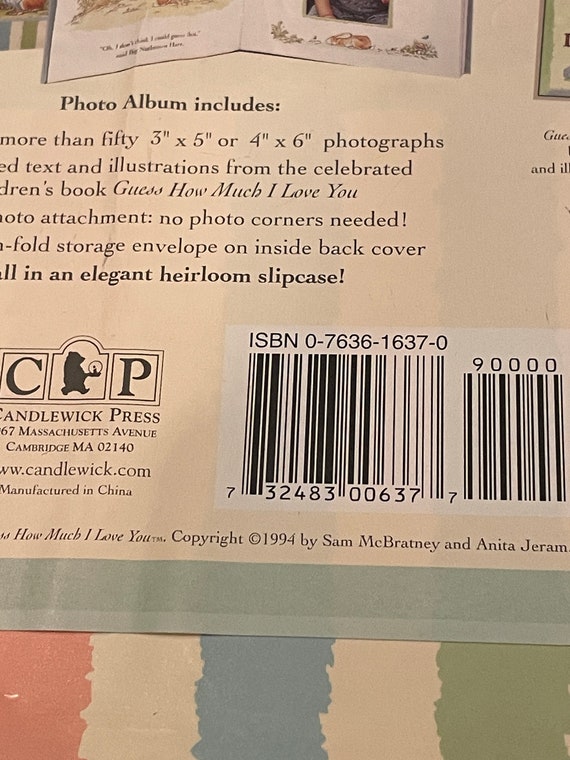 "Oh, I don't think I could guess that,"
said Big Nutbrown Hare.
Photo Album includes:
more than fifty 3" x 5" or 4" x 6" photographs
ed text and illustrations from the celebrated
dren's book Guess How Much I Love You
hoto attachment: no photo corners needed!
-fold storage envelope on inside back cover
all in an elegant heirloom slipcase!
Gue
and il
ISBN 0-7636-1637-0
90000
C P
CANDLEWICK PRESS
67 MASSACHUSETTS AVENUE
CAMBRIDGE MA 02140
ww.candlewick.com
Manufactured in China
7 32483 00637 7
ss How Much I Love You™. Copyright ©1994 by Sam McBratney and Anita Jeram.